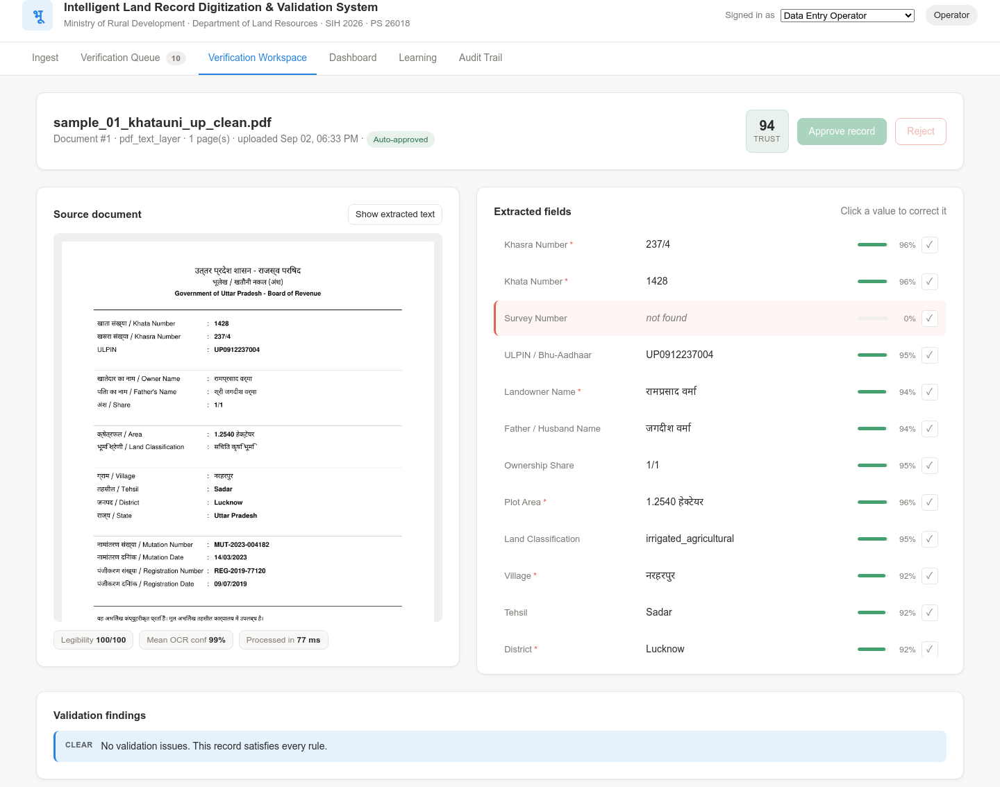 भू
Intelligent Land Record Digitization & Validation System
Ministry of Rural Development · Department of Land Resources · SIH 2026 · PS 26018
Signed in as Data Entry Operator Operator
Ingest Verification Queue 10 Verification Workspace Dashboard Learning Audit Trail
sample_01_khatauni_up_clean.pdf
Document #1 · pdf_text_layer · 1 page(s) · uploaded Sep 02, 06:33 PM · Auto-approved
94
TRUST
Approve record Reject
Source document Show extracted text
उत्तर प्रदेश शासन - राजस्व परिषद
भूलेख / खतौनी नकल (अंश)
Government of Uttar Pradesh - Board of Revenue
खाता संख्या / Khata Number : 1428
खसरा संख्या / Khasra Number : 237/4
ULPIN : UP0912237004
खातेदार का नाम / Owner Name : रामप्रसाद वर्मा
पिता का नाम / Father's Name : श्री जगदीश वर्मा
अंश / Share : 1/1
क्षेत्रफल / Area : 1.2540 हेक्टेयर
भूमि श्रेणी / Land Classification : सिंचित कृषि भूमि
ग्राम / Village : नरहरपुर
तहसील / Tehsil : Sadar
जनपद / District : Lucknow
राज्य / State : Uttar Pradesh
नामांतरण संख्या / Mutation Number : MUT-2023-004182
नामांतरण दिनांक / Mutation Date : 14/03/2023
पंजीकरण संख्या / Registration Number : REG-2019-77120
पंजीकरण दिनांक / Registration Date : 09/07/2019
यह अभिलेख कंप्यूटरीकृत प्रति है। मूल अभिलेख तहसील कार्यालय में उपलब्ध है।
Legibility 100/100 Mean OCR conf 99% Processed in 77 ms
Extracted fields Click a value to correct it
Khasra Number * 237/4 96% ✓
Khata Number * 1428 96% ✓
Survey Number not found 0% ✓
ULPIN / Bhu-Aadhaar UP0912237004 95% ✓
Landowner Name * रामप्रसाद वर्मा 94% ✓
Father / Husband Name जगदीश वर्मा 94% ✓
Ownership Share 1/1 95% ✓
Plot Area * 1.2540 हेक्टेयर 96% ✓
Land Classification irrigated_agricultural 95% ✓
Village * नरहरपुर 92% ✓
Tehsil Sadar 92% ✓
District * Lucknow 92% ✓
Validation findings
CLEAR No validation issues. This record satisfies every rule.